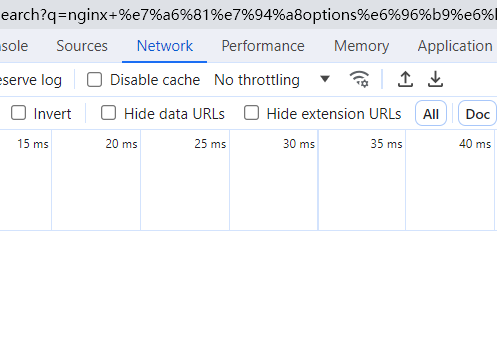 earch?q=nginx+%e7%a6%81%e7%94%a8options%e6%96%b9%e6%
nsole Sources Network Performance Memory Application
serve log Disable cache No throttling
Invert Hide data URLs Hide extension URLs All Doc
15 ms 20 ms 25 ms 30 ms 35 ms 40 ms